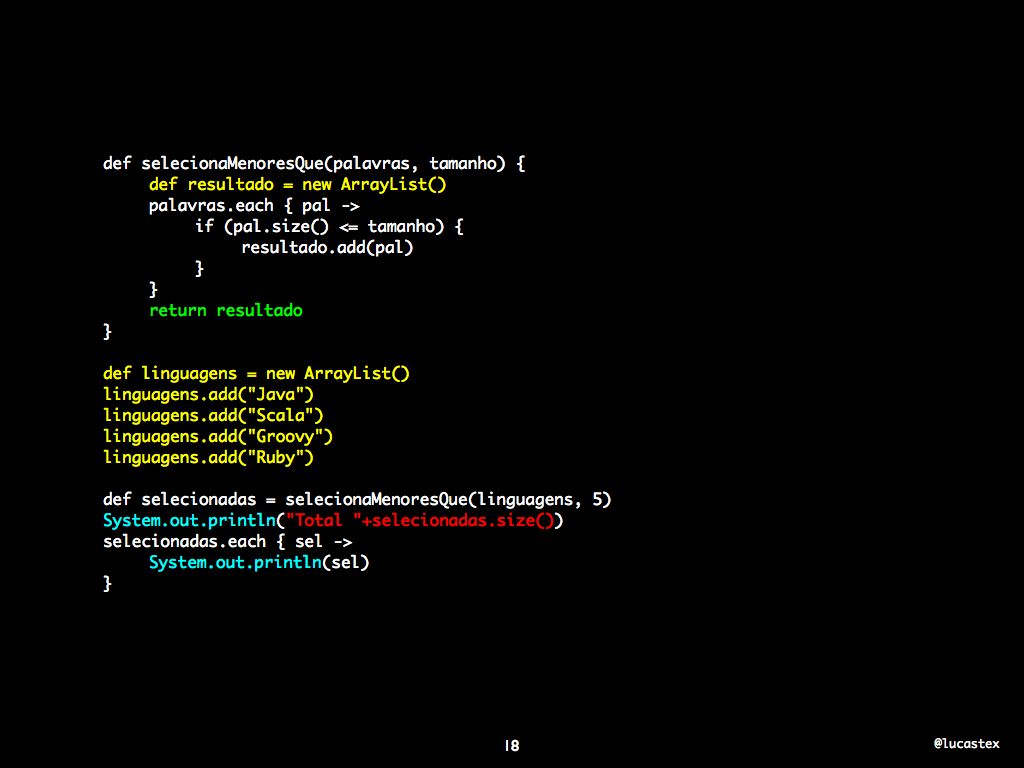 def selecionaMenoresQue(palavras, tamanho) {
     def resultado = new ArrayList()
     palavras.each { pal ->
          if (pal.size() <= tamanho) {
               resultado.add(pal)
          }
     }
     return resultado
}

def linguagens = new ArrayList()
linguagens.add("Java")
linguagens.add("Scala")
linguagens.add("Groovy")
linguagens.add("Ruby")

def selecionadas = selecionaMenoresQue(linguagens, 5)
System.out.println("Total "+selecionadas.size())
selecionadas.each { sel ->
     System.out.println(sel)
}
18
@lucastex